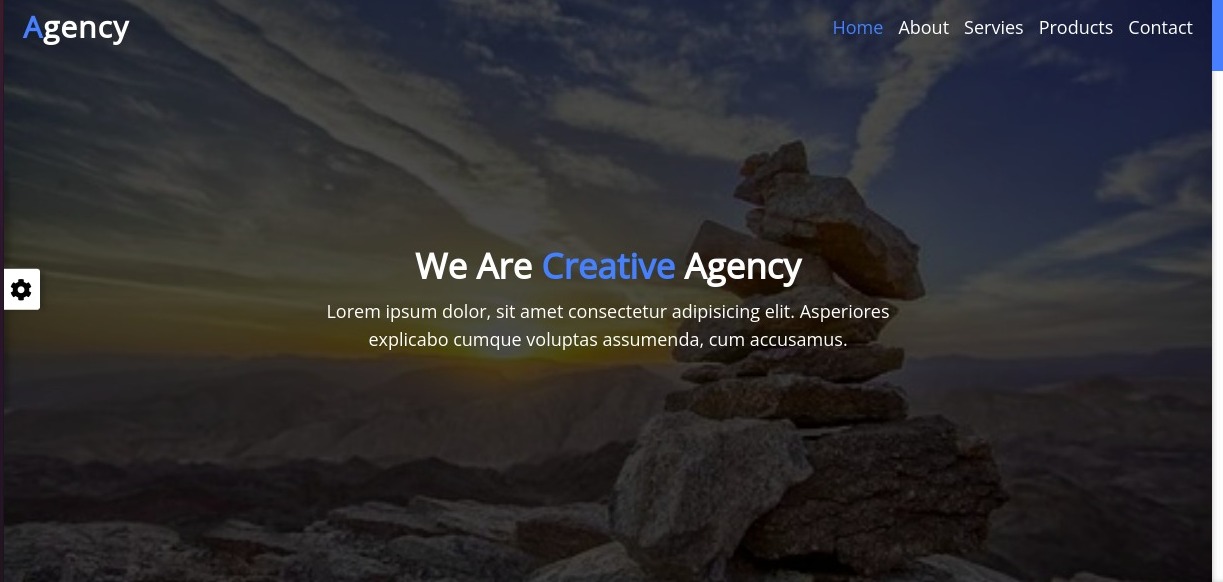 Agency
Home About Servies Products Contact
We Are Creative Agency
Lorem ipsum dolor, sit amet consectetur adipisicing elit. Asperiores
explicabo cumque voluptas assumenda, cum accusamus.